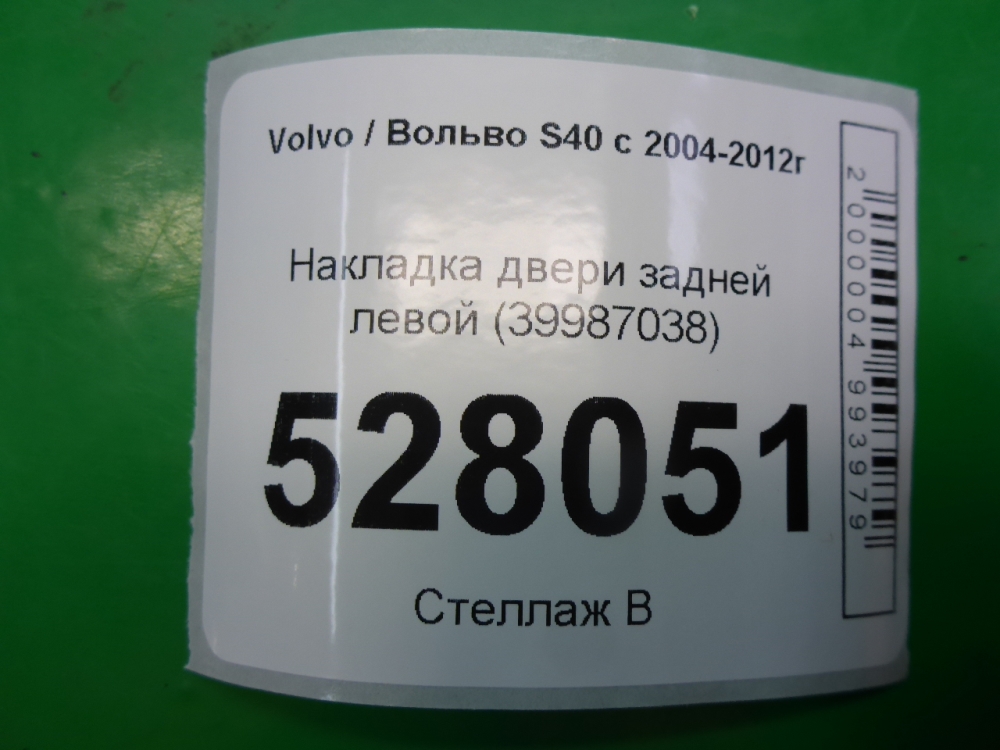 Volvo / Вольво S40 с 2004-2012г
Накладка двери задней
левой (39987038)
528051
Стеллаж В
2000004993979